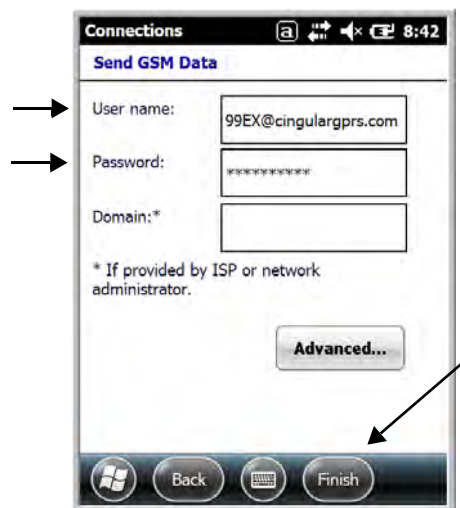 Connections a 8:42
Send GSM Data
User name:
99EX@cingulargprs.com
Password:
**********
Domain:*
* If provided by ISP or network
administrator.
Advanced...
Back Finish